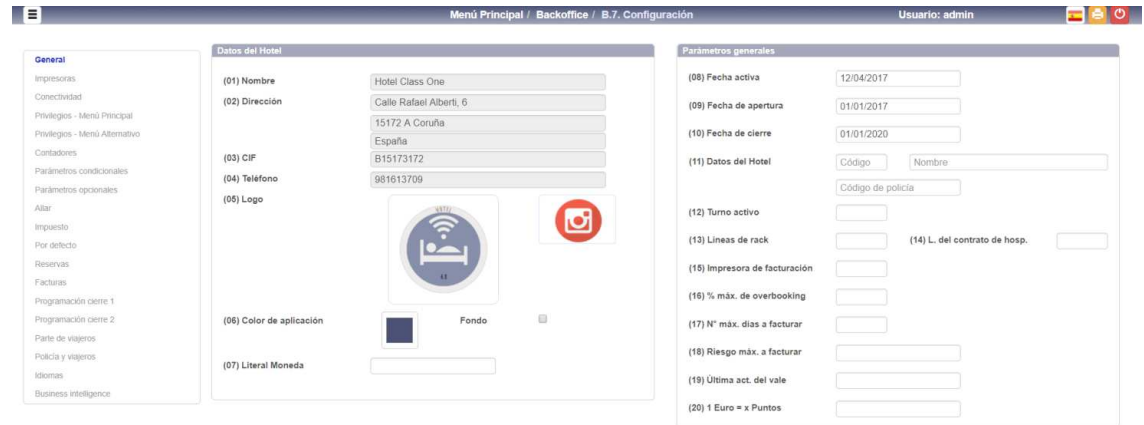 Menú Principal / Backoffice / B.7. Configuración
Usuario: admin
General
Impresoras
Conectividad
Privilegios - Menú Principal
Privilegios - Menú Alternativo
Contadores
Parámetros condicionales
Parámetros opcionales
Allar
Impuesto
Por defecto
Reservas
Facturas
Programación cierre 1
Programación cierre 2
Parte de viajeros
Policía y viajeros
Idiomas
Business intelligence
Datos del Hotel
(01) Nombre Hotel Class One
(02) Dirección Calle Rafael Alberti, 6
15172 A Coruña
España
(03) CIF B15173172
(04) Teléfono 981613709
(05) Logo
HOTEL
(06) Color de aplicación Fondo
(07) Literal Moneda
Parámetros generales
(08) Fecha activa 12/04/2017
(09) Fecha de apertura 01/01/2017
(10) Fecha de cierre 01/01/2020
(11) Datos del Hotel Código Nombre
Código de policía
(12) Turno activo
(13) Líneas de rack (14) L. del contrato de hosp.
(15) Impresora de facturación
(16) % máx. de overbooking
(17) Nº máx. días a facturar
(18) Riesgo máx. a facturar
(19) Última act. del vale
(20) 1 Euro = x Puntos